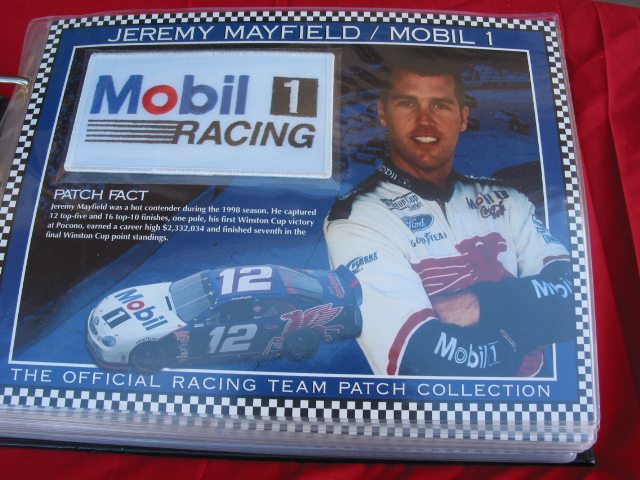 JEREMY MAYFIELD / MOBIL 1
Mobil 1
RACING
PATCH FACT
Jeremy Mayfield was a hot contender during the 1998 season. He captured
12 top-five and 16 top-10 finishes, one pole, his first Winston Cup victory
at Pocono, earned a career high $2,332,034 and finished seventh in the
final Winston Cup point standings.
Ford
GOODYEAR
Mobil 1
12
12
Mobil 1
Mobil 1
THE OFFICIAL RACING TEAM PATCH COLLECTION